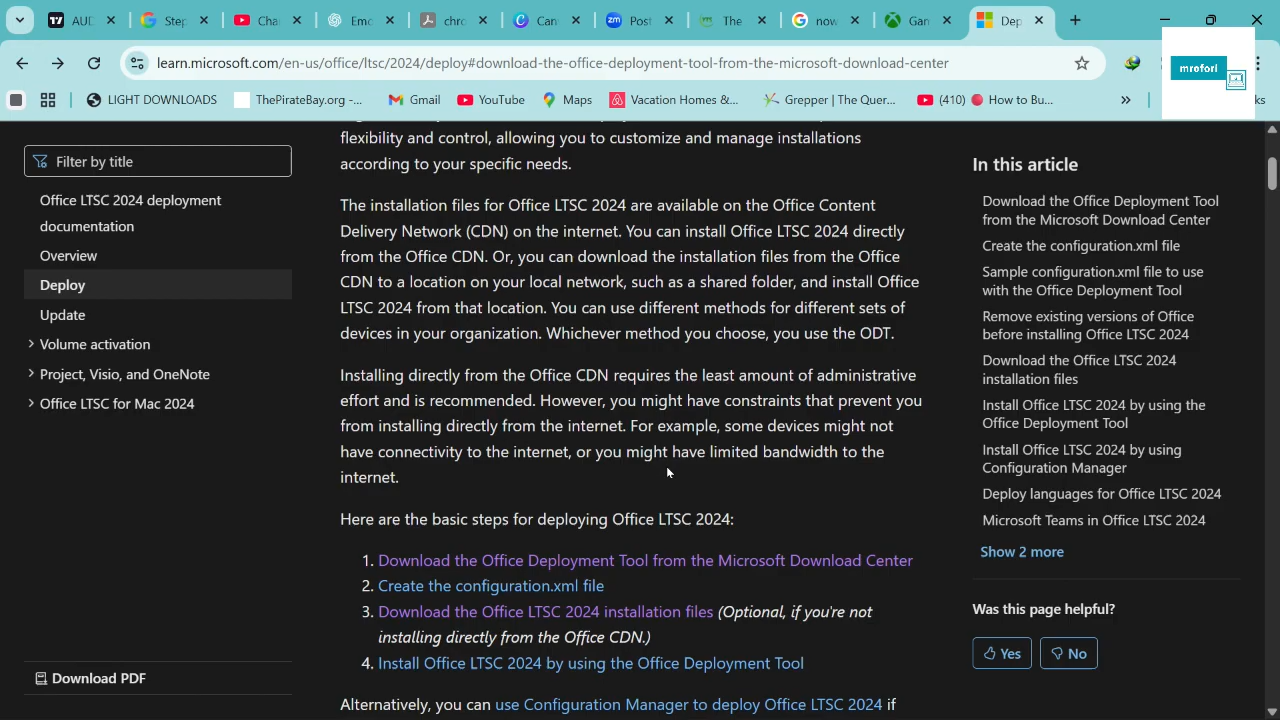 AUD
Step
Cha
Emo
chro
Can
Post
The
now
Gan
Dep
learn.microsoft.com/en-us/office/ltsc/2024/deploy#download-the-office-deployment-tool-from-the-microsoft-download-center
mrofori
LIGHT DOWNLOADS
ThePirateBay.org -...
Gmail
YouTube
Maps
Vacation Homes &...
Grepper | The Quer...
(410) 🔴 How to Bu...
flexibility and control, allowing you to customize and manage installations
according to your specific needs.
The installation files for Office LTSC 2024 are available on the Office Content
Delivery Network (CDN) on the internet. You can install Office LTSC 2024 directly
from the Office CDN. Or, you can download the installation files from the Office
CDN to a location on your local network, such as a shared folder, and install Office
LTSC 2024 from that location. You can use different methods for different sets of
devices in your organization. Whichever method you choose, you use the ODT.
Installing directly from the Office CDN requires the least amount of administrative
effort and is recommended. However, you might have constraints that prevent you
from installing directly from the internet. For example, some devices might not
have connectivity to the internet, or you might have limited bandwidth to the
internet.
Here are the basic steps for deploying Office LTSC 2024:
1. Download the Office Deployment Tool from the Microsoft Download Center
2. Create the configuration.xml file
3. Download the Office LTSC 2024 installation files (Optional, if you're not
installing directly from the Office CDN.)
4. Install Office LTSC 2024 by using the Office Deployment Tool
Alternatively, you can use Configuration Manager to deploy Office LTSC 2024 if
Filter by title
Office LTSC 2024 deployment
documentation
Overview
Deploy
Update
Volume activation
Project, Visio, and OneNote
Office LTSC for Mac 2024
Download PDF
In this article
Download the Office Deployment Tool
from the Microsoft Download Center
Create the configuration.xml file
Sample configuration.xml file to use
with the Office Deployment Tool
Remove existing versions of Office
before installing Office LTSC 2024
Download the Office LTSC 2024
installation files
Install Office LTSC 2024 by using the
Office Deployment Tool
Install Office LTSC 2024 by using
Configuration Manager
Deploy languages for Office LTSC 2024
Microsoft Teams in Office LTSC 2024
Show 2 more
Was this page helpful?
Yes
No